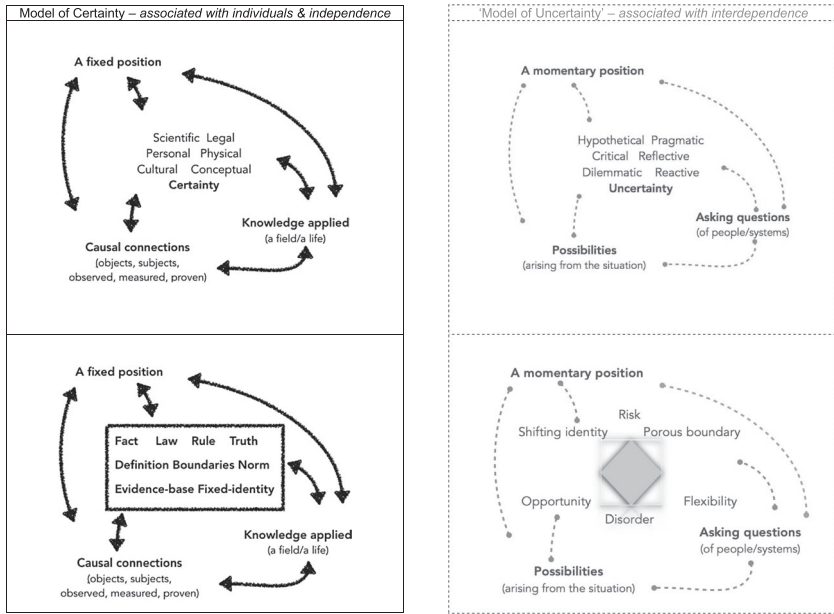 Model of Certainty – associated with individuals & independence
A fixed position
Scientific Legal
Personal Physical
Cultural Conceptual
Certainty
Knowledge applied
(a field/a life)
Causal connections
(objects, subjects,
observed, measured, proven)
'Model of Uncertainty' – associated with interdependence
A momentary position
Hypothetical Pragmatic
Critical Reflective
Dilemmatic Reactive
Uncertainty
Asking questions
(of people/systems)
Possibilities
(arising from the situation)
A fixed position
Fact Law Rule Truth
Definition Boundaries Norm
Evidence-base Fixed-identity
Knowledge applied
(a field/a life)
Causal connections
(objects, subjects,
observed, measured, proven)
A momentary position
Risk
Shifting identity Porous boundary
Opportunity Flexibility
Disorder
Asking questions
(of people/systems)
Possibilities
(arising from the situation)